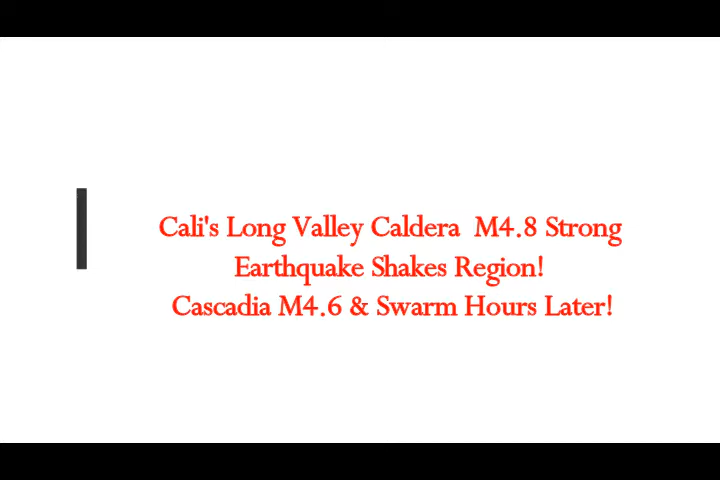 Cali's Long Valley Caldera  M4.8 Strong
Earthquake Shakes Region!
Cascadia M4.6 & Swarm Hours Later!